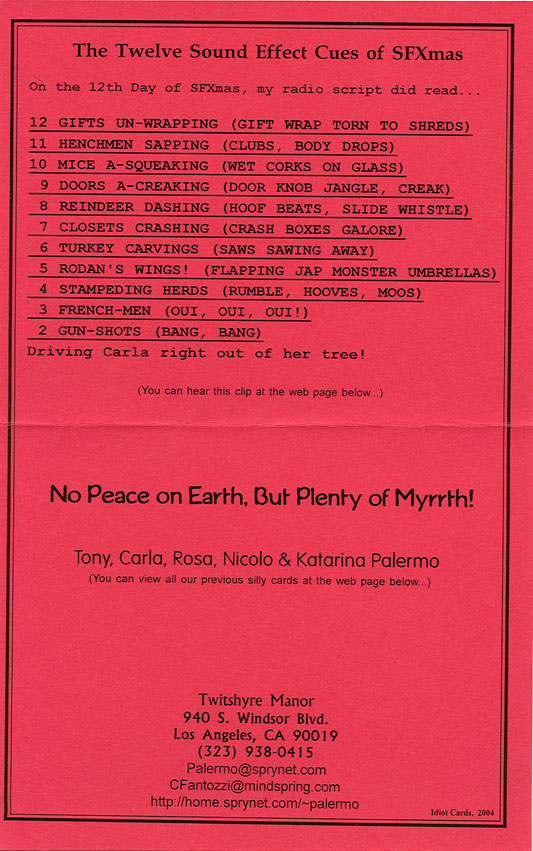 The Twelve Sound Effect Cues of SFXmas
On the 12th Day of SFXmas, my radio script did read...
12 GIFTS UN-WRAPPING (GIFT WRAP TORN TO SHREDS)
11 HENCHMEN SAPPING (CLUBS, BODY DROPS)
10 MICE A-SQUEAKING (WET CORKS ON GLASS)
9 DOORS A-CREAKING (DOOR KNOB JANGLE, CREAK)
8 REINDEER DASHING (HOOF BEATS, SLIDE WHISTLE)
7 CLOSETS CRASHING (CRASH BOXES GALORE)
6 TURKEY CARVINGS (SAWS SAWING AWAY)
5 RODAN'S WINGS! (FLAPPING JAP MONSTER UMBRELLAS)
4 STAMPEDING HERDS (RUMBLE, HOOVES, MOOS)
3 FRENCH-MEN (OUI, OUI, OUI!)
2 GUN-SHOTS (BANG, BANG)
Driving Carla right out of her tree!
(You can hear this clip at the web page below...)
No Peace on Earth, But Plenty of Myrrth!
Tony, Carla, Rosa, Nicolo & Katarina Palermo
(You can view all our previous silly cards at the web page below...)
Twitshyre Manor
940 S. Windsor Blvd.
Los Angeles, CA 90019
(323) 938-0415
Palermo@sprynet.com
CFantozzi@mindspring.com
http://home.sprynet.com/~palermo
Idiot Cards, 2004